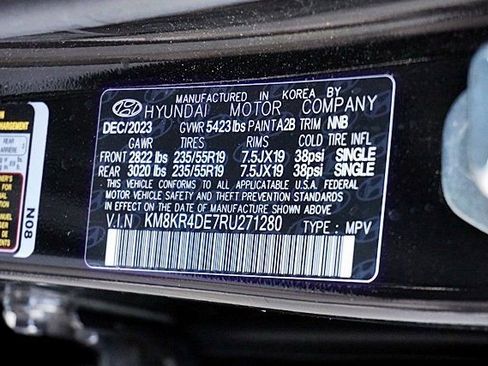 MANUFACTURED IN KOREA BY
HYUNDAI MOTOR COMPANY
DEC/2023 GVWR 5423 lbs PAINT A2B TRIM NNB
GAWR TIRES RIMS COLD TIRE INFL
FRONT 2822 lbs 235/55R19 7.5JX19 38psi SINGLE
REAR 3020 lbs 235/55R19 7.5JX19 38psi SINGLE
THIS VEHICLE CONFORMS TO ALL APPLICATABLE U.S.A. FEDERAL
MOTOR VEHICLE SAFETY AND THEFT PREVENTION STANDARDS
IN EFFECT ON THE DATE OF MANUFACTURE SHOWN ABOVE.
V.I.N KM8KR4DE7RU271280 TYPE : MPV
N08